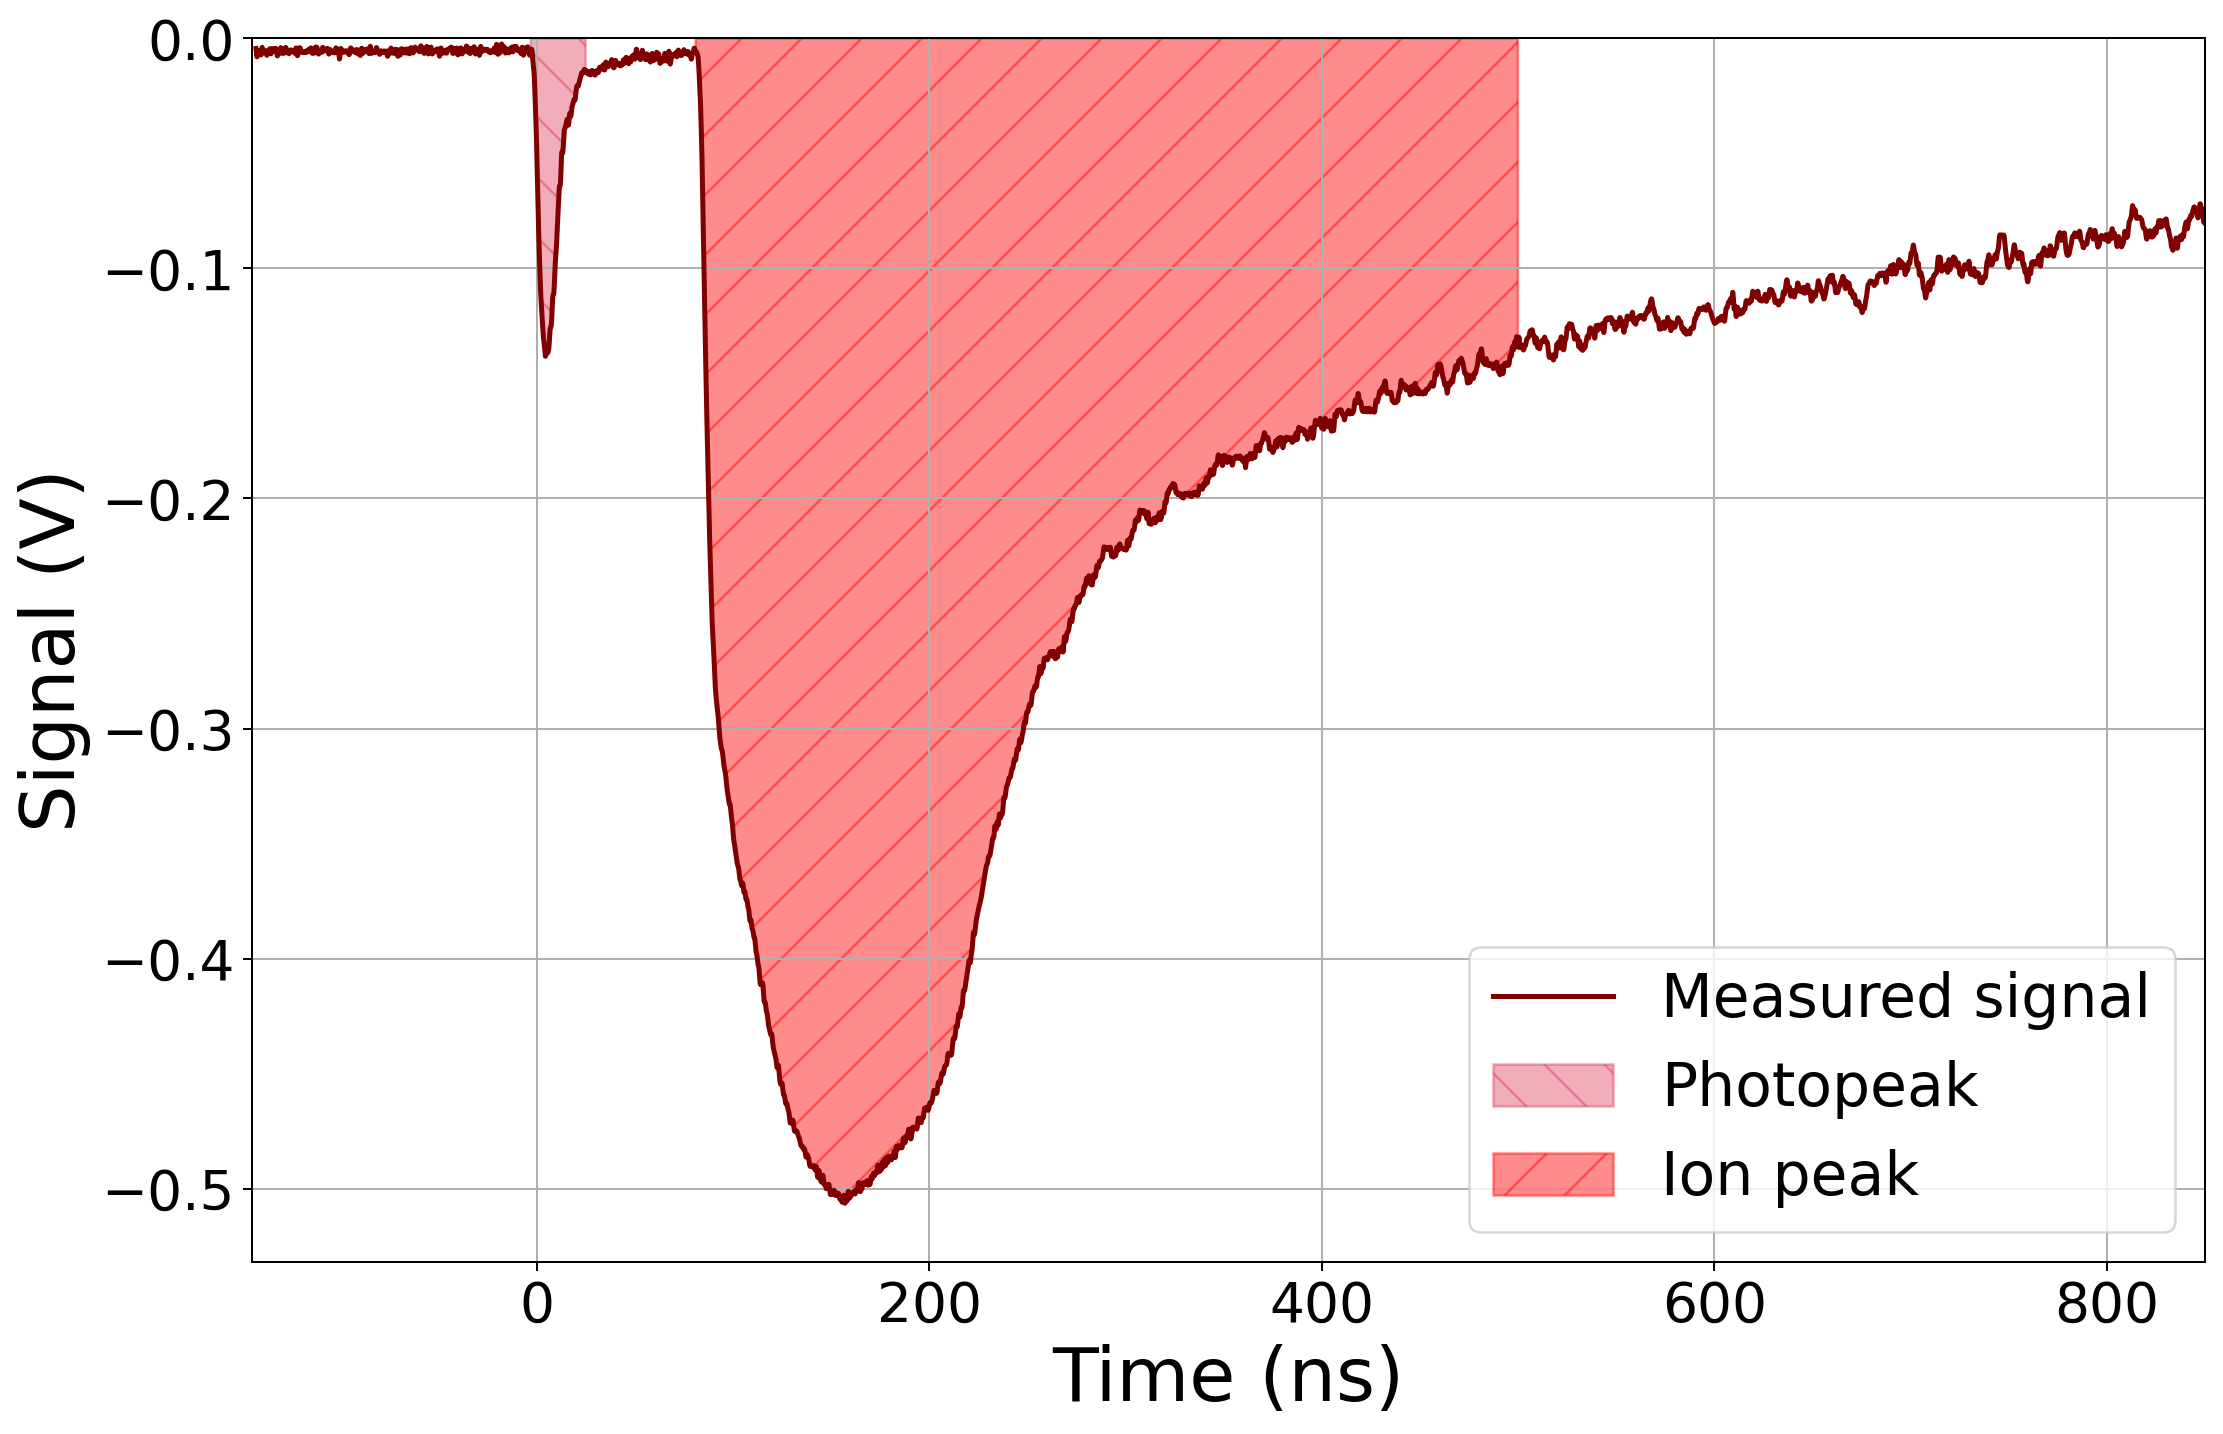 0.0
−0.1
−0.2
−0.3
−0.4
−0.5
Signal (V)
0 200 400 600 800
Time (ns)
Measured signal
Photopeak
Ion peak